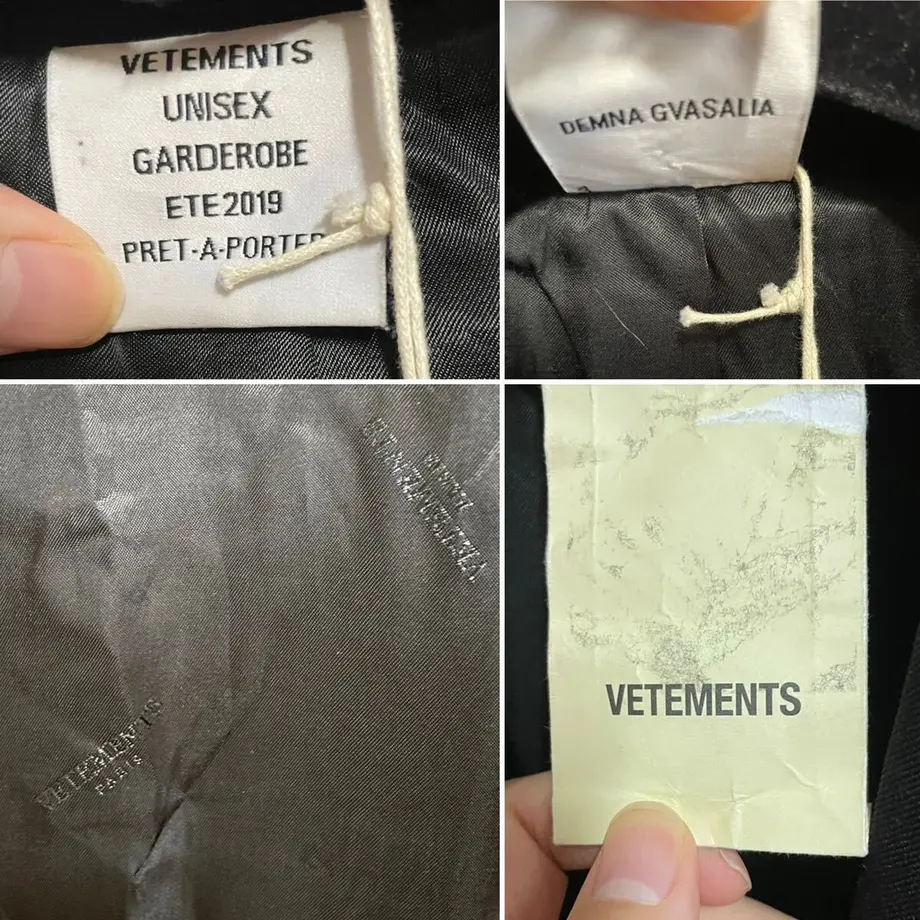 VETEMENTS
UNISEX
GARDEROBE
ETE2019
PRET-A-PORTER
DEMNA GVASALIA
VETEMENTS
PARIS
VETEMENTS